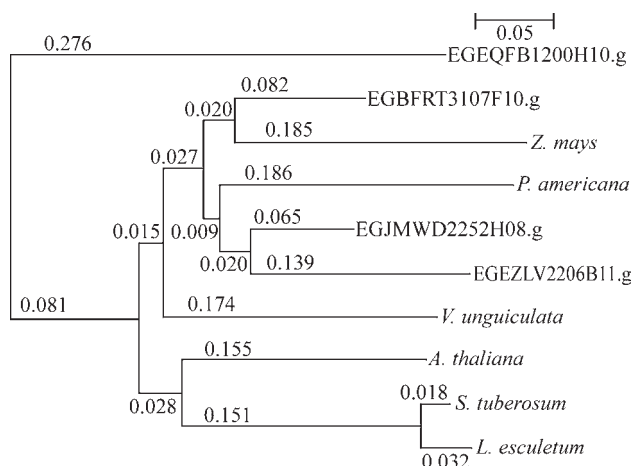 0.05
0.276
EGEQFB1200H10.g
0.082
EGBFRT3107F10.g
0.020
0.185
Z. mays
0.027
0.186
P. americana
0.015
0.009
0.065
EGJMWD2252H08.g
0.020
0.139
EGEZLV2206B11.g
0.081
0.174
V. unguiculata
0.155
A. thaliana
0.028
0.151
0.018
S. tuberosum
0.032
L. esculetum